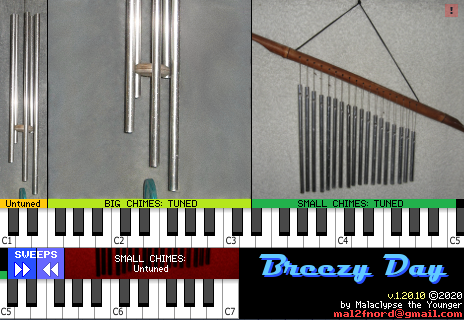 !
Untuned
BIG CHIMES: TUNED
SMALL CHIMES: TUNED
C1
C2
C3
C4
C5
SWEEPS
SMALL CHIMES:
Untuned
Breezy Day
C5
C6
C7
v.1.20.10 ©2020
by Malaclypse the Younger
mal2fnord@gmail.com